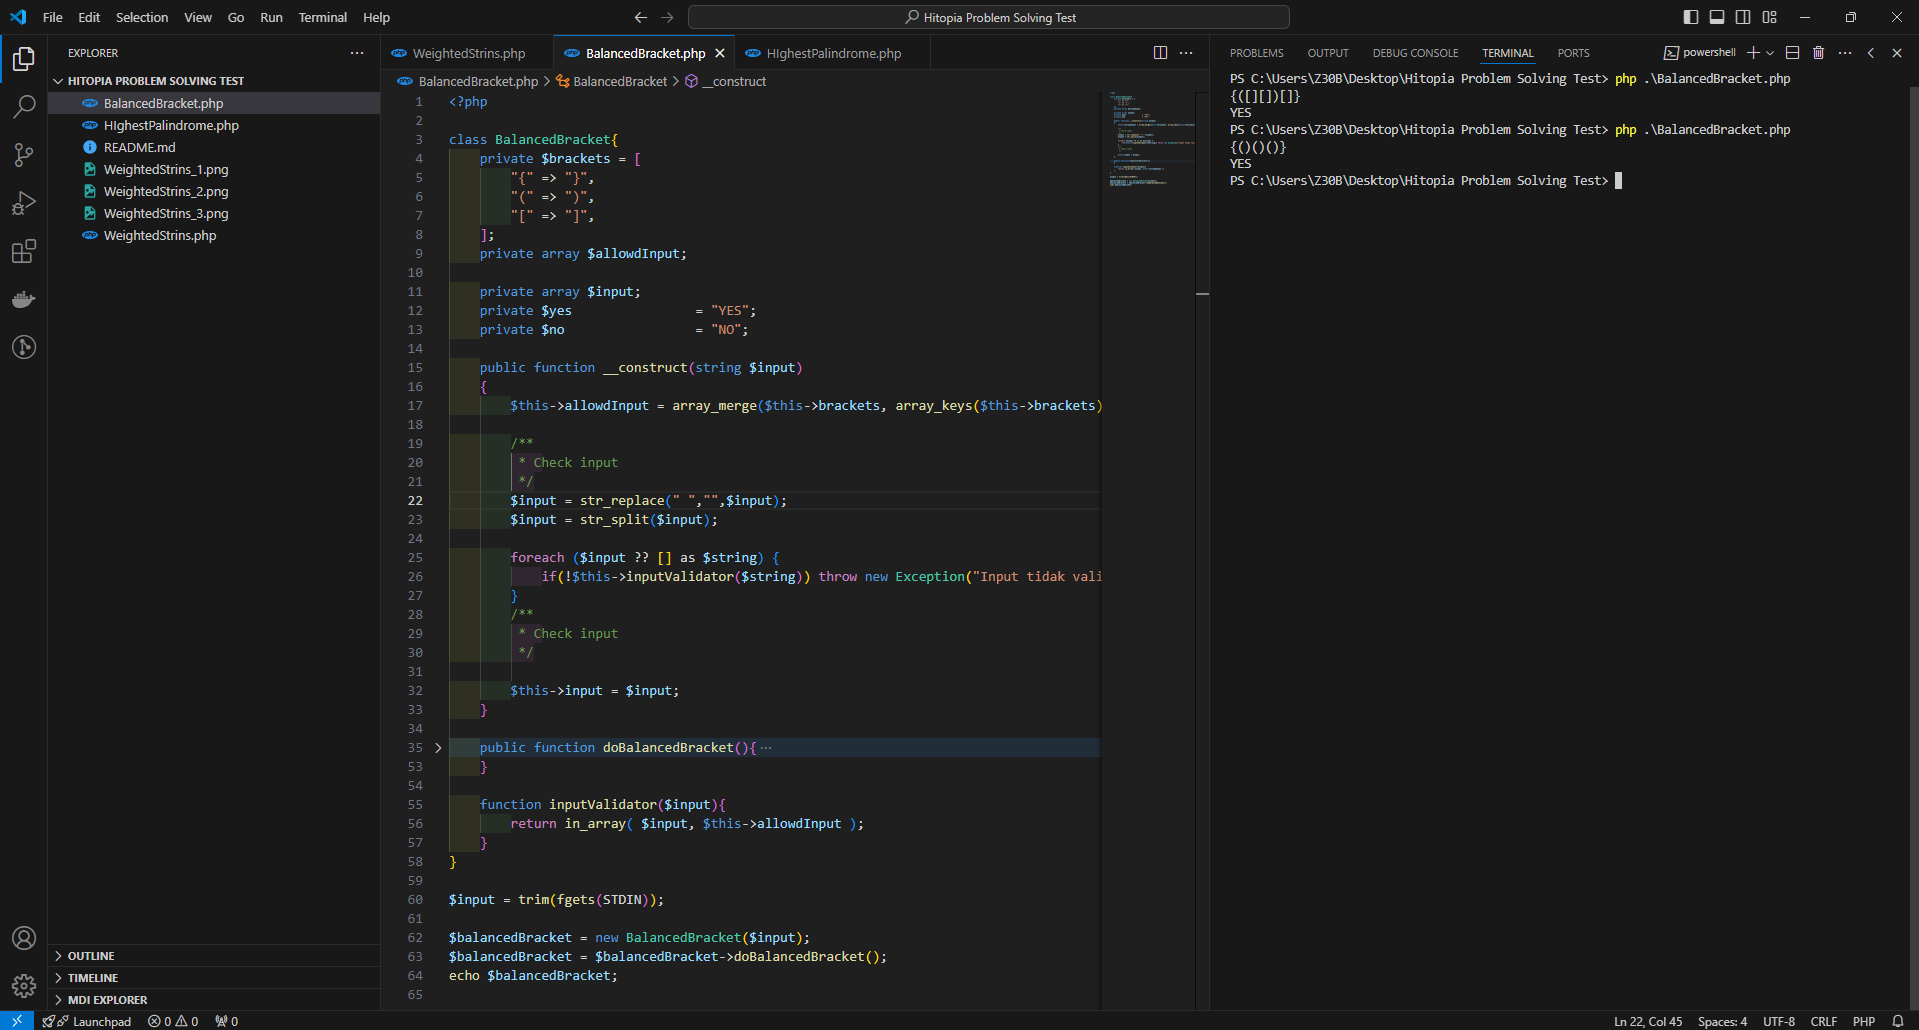 File Edit Selection View Go Run Terminal Help
Hitopia Problem Solving Test
EXPLORER
HITOPIA PROBLEM SOLVING TEST
BalancedBracket.php
HIghestPalindrome.php
README.md
WeightedStrins_1.png
WeightedStrins_2.png
WeightedStrins_3.png
WeightedStrins.php
OUTLINE
TIMELINE
MDI EXPLORER
WeightedStrins.php BalancedBracket.php HIghestPalindrome.php
BalancedBracket.php > BalancedBracket > __construct
1 <?php
2
3 class BalancedBracket{
4 private $brackets = [
5 "{" => "}",
6 "(" => ")",
7 "[" => "]",
8 ];
9 private array $allowdInput;
10
11 private array $input;
12 private $yes = "YES";
13 private $no = "NO";
14
15 public function __construct(string $input)
16 {
17 $this->allowdInput = array_merge($this->brackets, array_keys($this->brackets)
18
19 /**
20 * Check input
21 */
22 $input = str_replace(" ","",$input);
23 $input = str_split($input);
24
25 foreach ($input ?? [] as $string) {
26 if(!$this->inputValidator($string)) throw new Exception("Input tidak vali
27 }
28 /**
29 * Check input
30 */
31
32 $this->input = $input;
33 }
34
35 public function doBalancedBracket(){ ⋯
53 }
54
55 function inputValidator($input){
56 return in_array( $input, $this->allowdInput );
57 }
58 }
59
60 $input = trim(fgets(STDIN));
61
62 $balancedBracket = new BalancedBracket($input);
63 $balancedBracket = $balancedBracket->doBalancedBracket();
64 echo $balancedBracket;
65
PROBLEMS OUTPUT DEBUG CONSOLE TERMINAL PORTS powershell
PS C:\Users\Z30B\Desktop\Hitopia Problem Solving Test> php .\BalancedBracket.php
{([][])[]}
YES
PS C:\Users\Z30B\Desktop\Hitopia Problem Solving Test> php .\BalancedBracket.php
{()()()}
YES
PS C:\Users\Z30B\Desktop\Hitopia Problem Solving Test>
Launchpad 0 0 0 Ln 22, Col 45 Spaces: 4 UTF-8 CRLF PHP